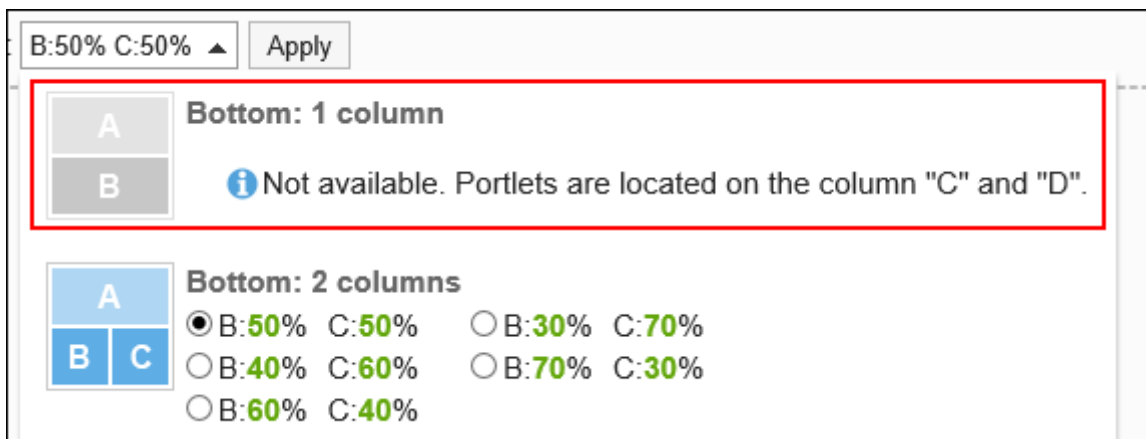 : B:50% C:50% ▲ Apply
A
B
Bottom: 1 column
Not available. Portlets are located on the column "C" and "D".
A
B C
Bottom: 2 columns
B:50% C:50% B:30% C:70%
B:40% C:60% B:70% C:30%
B:60% C:40%